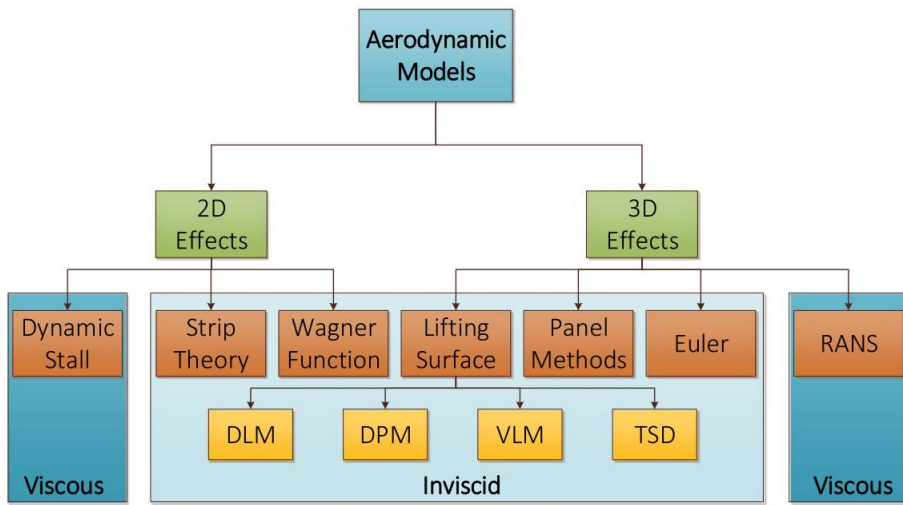 Aerodynamic
Models
2D
Effects
3D
Effects
Dynamic
Stall
Strip
Theory
Wagner
Function
Lifting
Surface
Panel
Methods
Euler
RANS
DLM
DPM
VLM
TSD
Viscous
Inviscid
Viscous